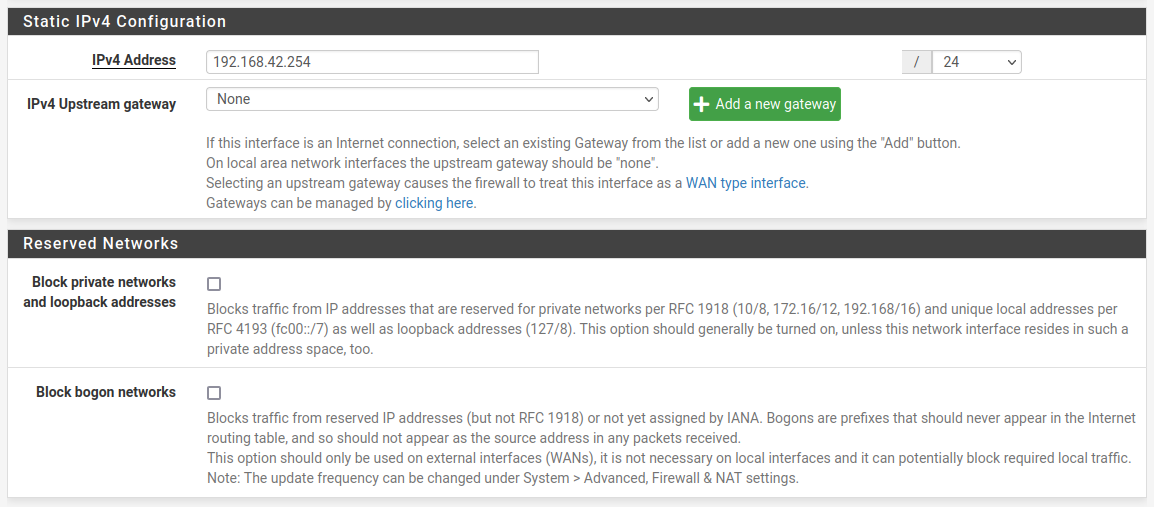 Static IPv4 Configuration
IPv4 Address
192.168.42.254
/
24
IPv4 Upstream gateway
None
Add a new gateway
If this interface is an Internet connection, select an existing Gateway from the list or add a new one using the "Add" button.
On local area network interfaces the upstream gateway should be "none".
Selecting an upstream gateway causes the firewall to treat this interface as a WAN type interface.
Gateways can be managed by clicking here.
Reserved Networks
Block private networks
and loopback addresses
Blocks traffic from IP addresses that are reserved for private networks per RFC 1918 (10/8, 172.16/12, 192.168/16) and unique local addresses per
RFC 4193 (fc00::/7) as well as loopback addresses (127/8). This option should generally be turned on, unless this network interface resides in such a
private address space, too.
Block bogon networks
Blocks traffic from reserved IP addresses (but not RFC 1918) or not yet assigned by IANA. Bogons are prefixes that should never appear in the Internet
routing table, and so should not appear as the source address in any packets received.
This option should only be used on external interfaces (WANs), it is not necessary on local interfaces and it can potentially block required local traffic.
Note: The update frequency can be changed under System > Advanced, Firewall & NAT settings.